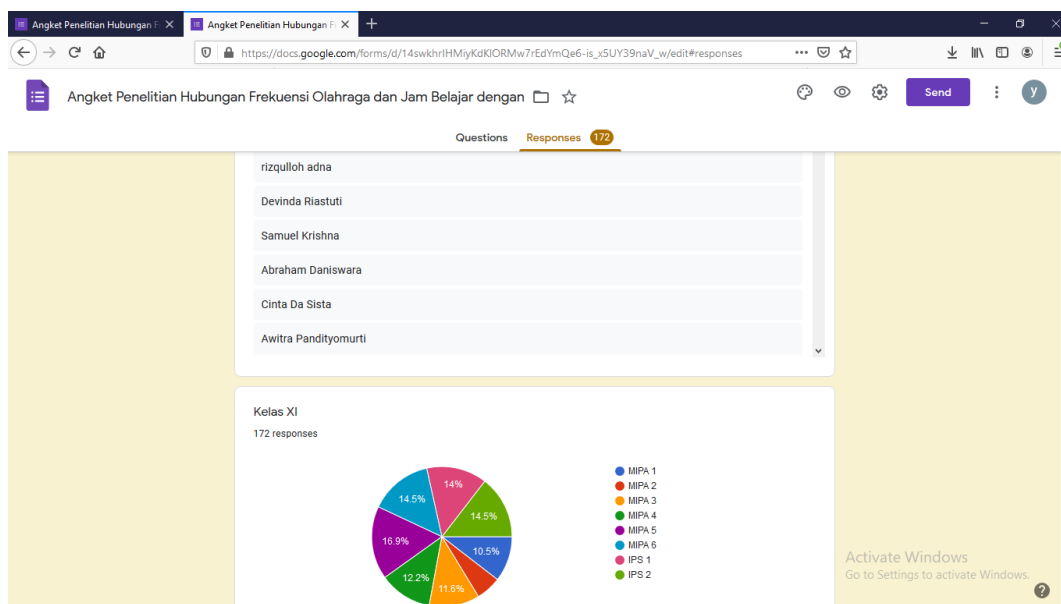 Angket Penelitian Hubungan F
Angket Penelitian Hubungan F
https://docs.google.com/forms/d/14swkhrIHMiyKdKlORMw7rEdYmQe6-is_x5UY39naV_w/edit#responses
Angket Penelitian Hubungan Frekuensi Olahraga dan Jam Belajar dengan
Send
y
Questions
Responses 172
rizqulloh adna
Devinda Riastuti
Samuel Krishna
Abraham Daniswara
Cinta Da Sista
Awitra Pandityomurti
Kelas XI
172 responses
MIPA 1
MIPA 2
MIPA 3
MIPA 4
MIPA 5
MIPA 6
IPS 1
IPS 2
14%
14.5%
14.5%
16.9%
10.5%
12.2%
11.6%
Activate Windows
Go to Settings to activate Windows.